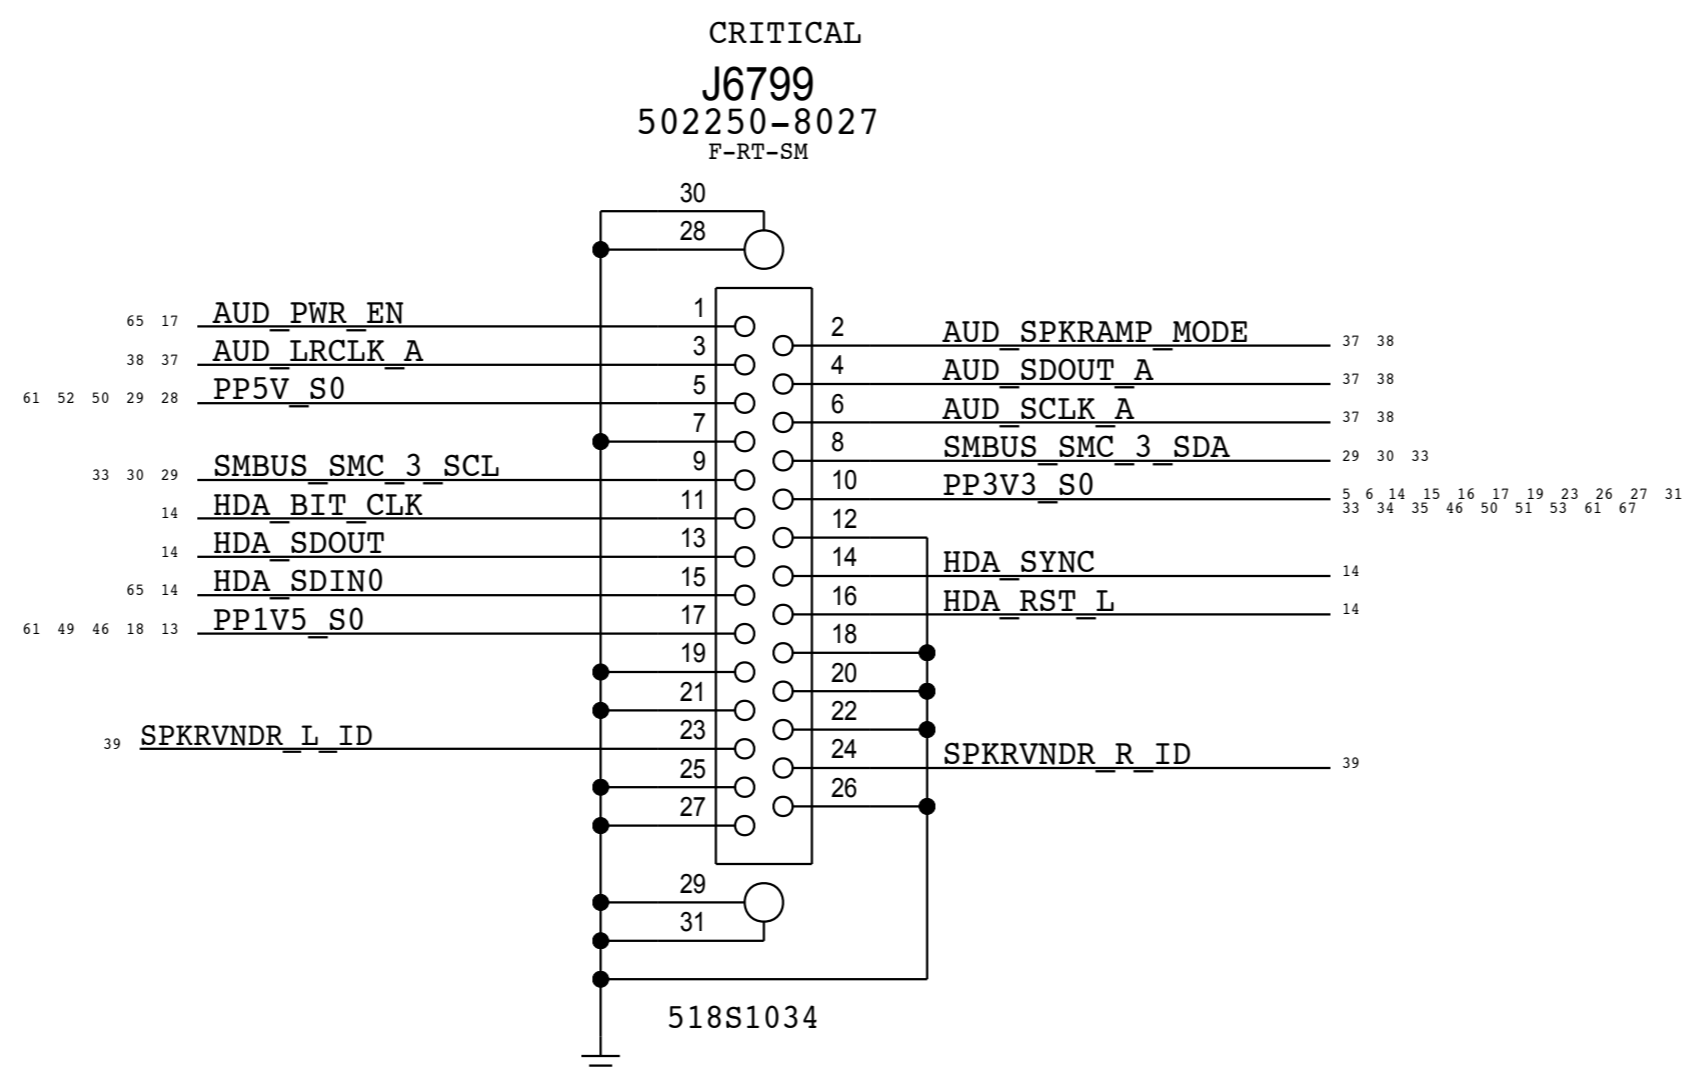 CRITICAL
J6799
502250-8027
F-RT-SM
30
28
65 17 AUD_PWR_EN 1
2 AUD_SPKRAMP_MODE 37 38
38 37 AUD_LRCLK_A 3
4 AUD_SDOUT_A 37 38
61 52 50 29 28 PP5V_S0 5
6 AUD_SCLK_A 37 38
7
8 SMBUS_SMC_3_SDA 29 30 33
33 30 29 SMBUS_SMC_3_SCL 9
10 PP3V3_S0 5 6 14 15 16 17 19 23 26 27 31
33 34 35 46 50 51 53 61 67
14 HDA_BIT_CLK 11
12
14 HDA_SDOUT 13
14 HDA_SYNC 14
65 14 HDA_SDIN0 15
16 HDA_RST_L 14
61 49 46 18 13 PP1V5_S0 17
18
19
20
21
22
39 SPKRVNDR_L_ID 23
24 SPKRVNDR_R_ID 39
25
26
27
29
31
518S1034